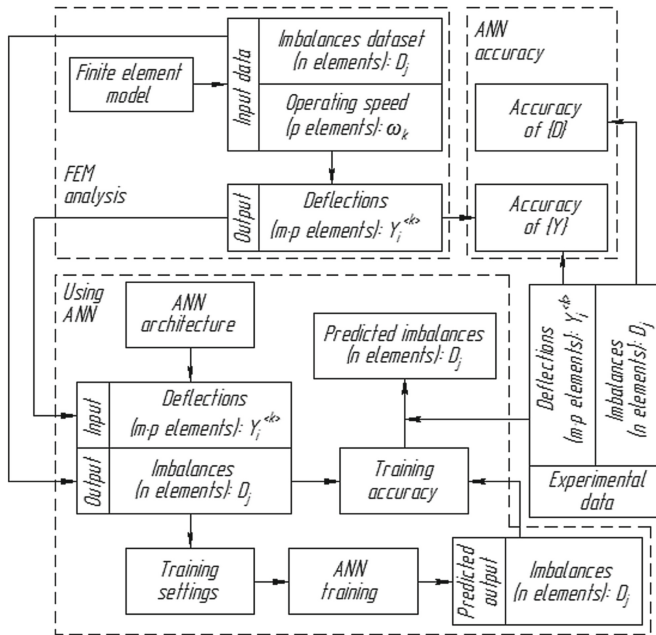 Finite element
model
Input data
Imbalances dataset
(n elements): Dj
Operating speed
(p elements): ωk
FEM
analysis
Output
Deflections
(m·p elements): Yi<k>
ANN
accuracy
Accuracy
of {D}
Accuracy
of {Y}
Using
ANN
ANN
architecture
Input
Deflections
(m·p elements): Yi<k>
Output
Imbalances
(n elements): Dj
Predicted imbalances
(n elements): Dj
Training
accuracy
Deflections
(m·p elements): Yi<k>
Imbalances
(n elements): Dj
Experimental
data
Training
settings
ANN
training
Predicted
output
Imbalances
(n elements): Dj